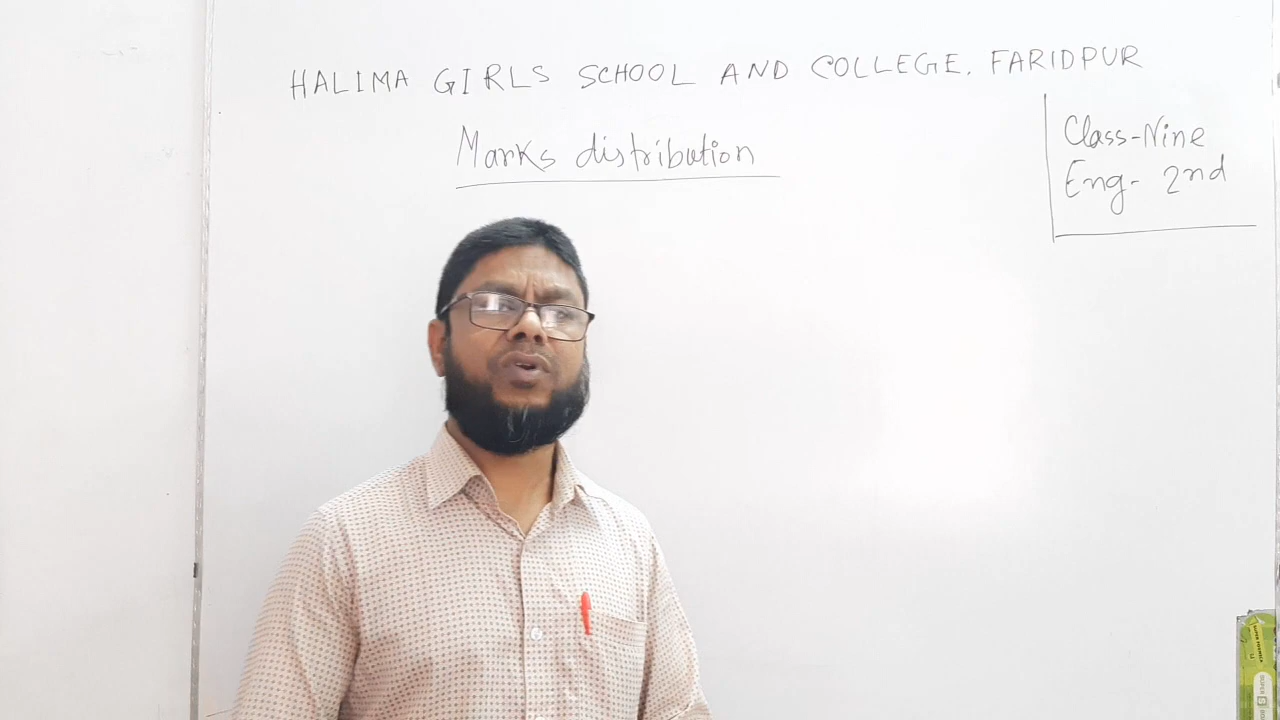 HALIMA GIRLS SCHOOL AND COLLEGE, FARIDPUR
Marks distribution
Class-Nine
Eng- 2nd